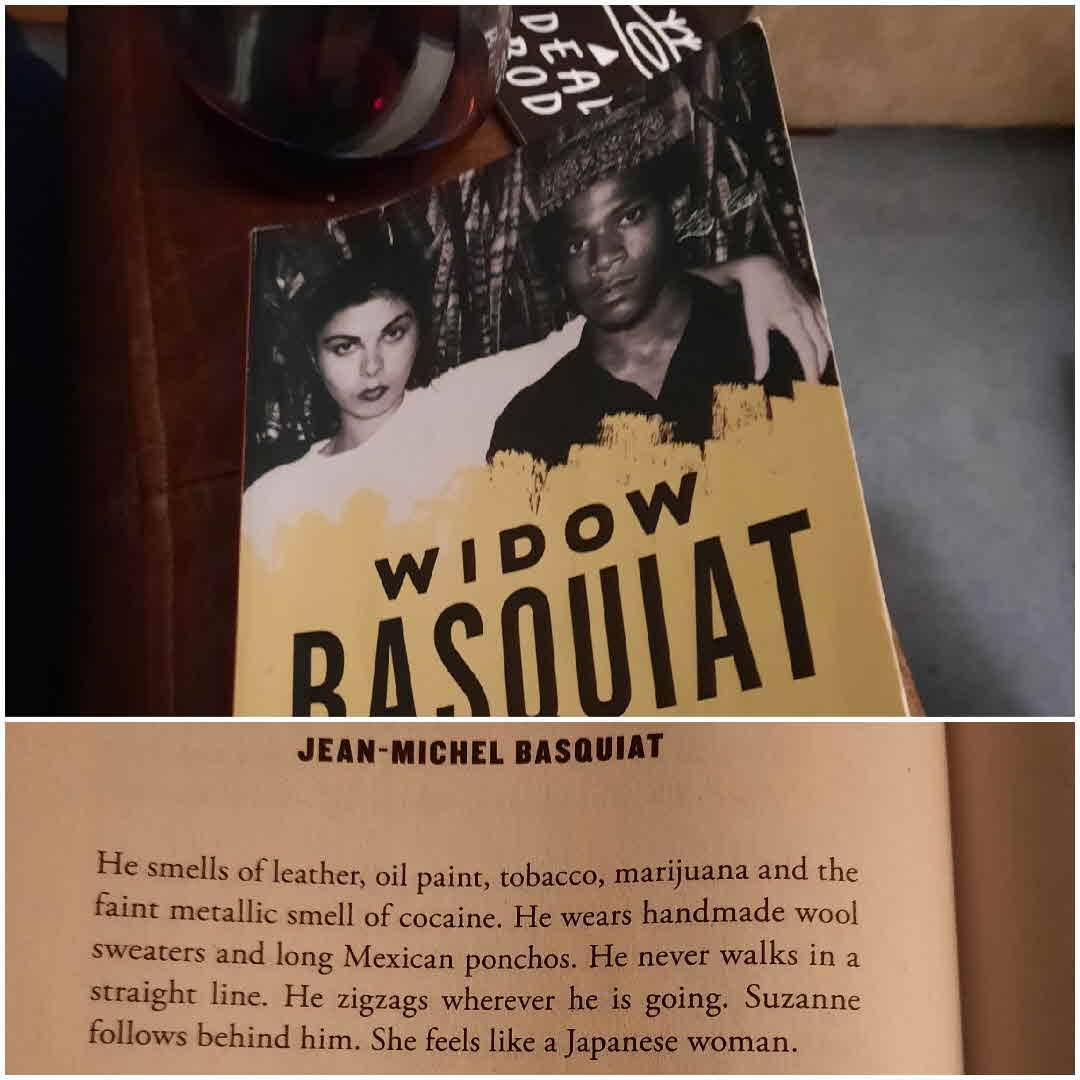 DEAL
ROD
WIDOW
BASQUIAT
JEAN-MICHEL BASQUIAT
He smells of leather, oil paint, tobacco, marijuana and the
faint metallic smell of cocaine. He wears handmade wool
sweaters and long Mexican ponchos. He never walks in a
straight line. He zigzags wherever he is going. Suzanne
follows behind him. She feels like a Japanese woman.